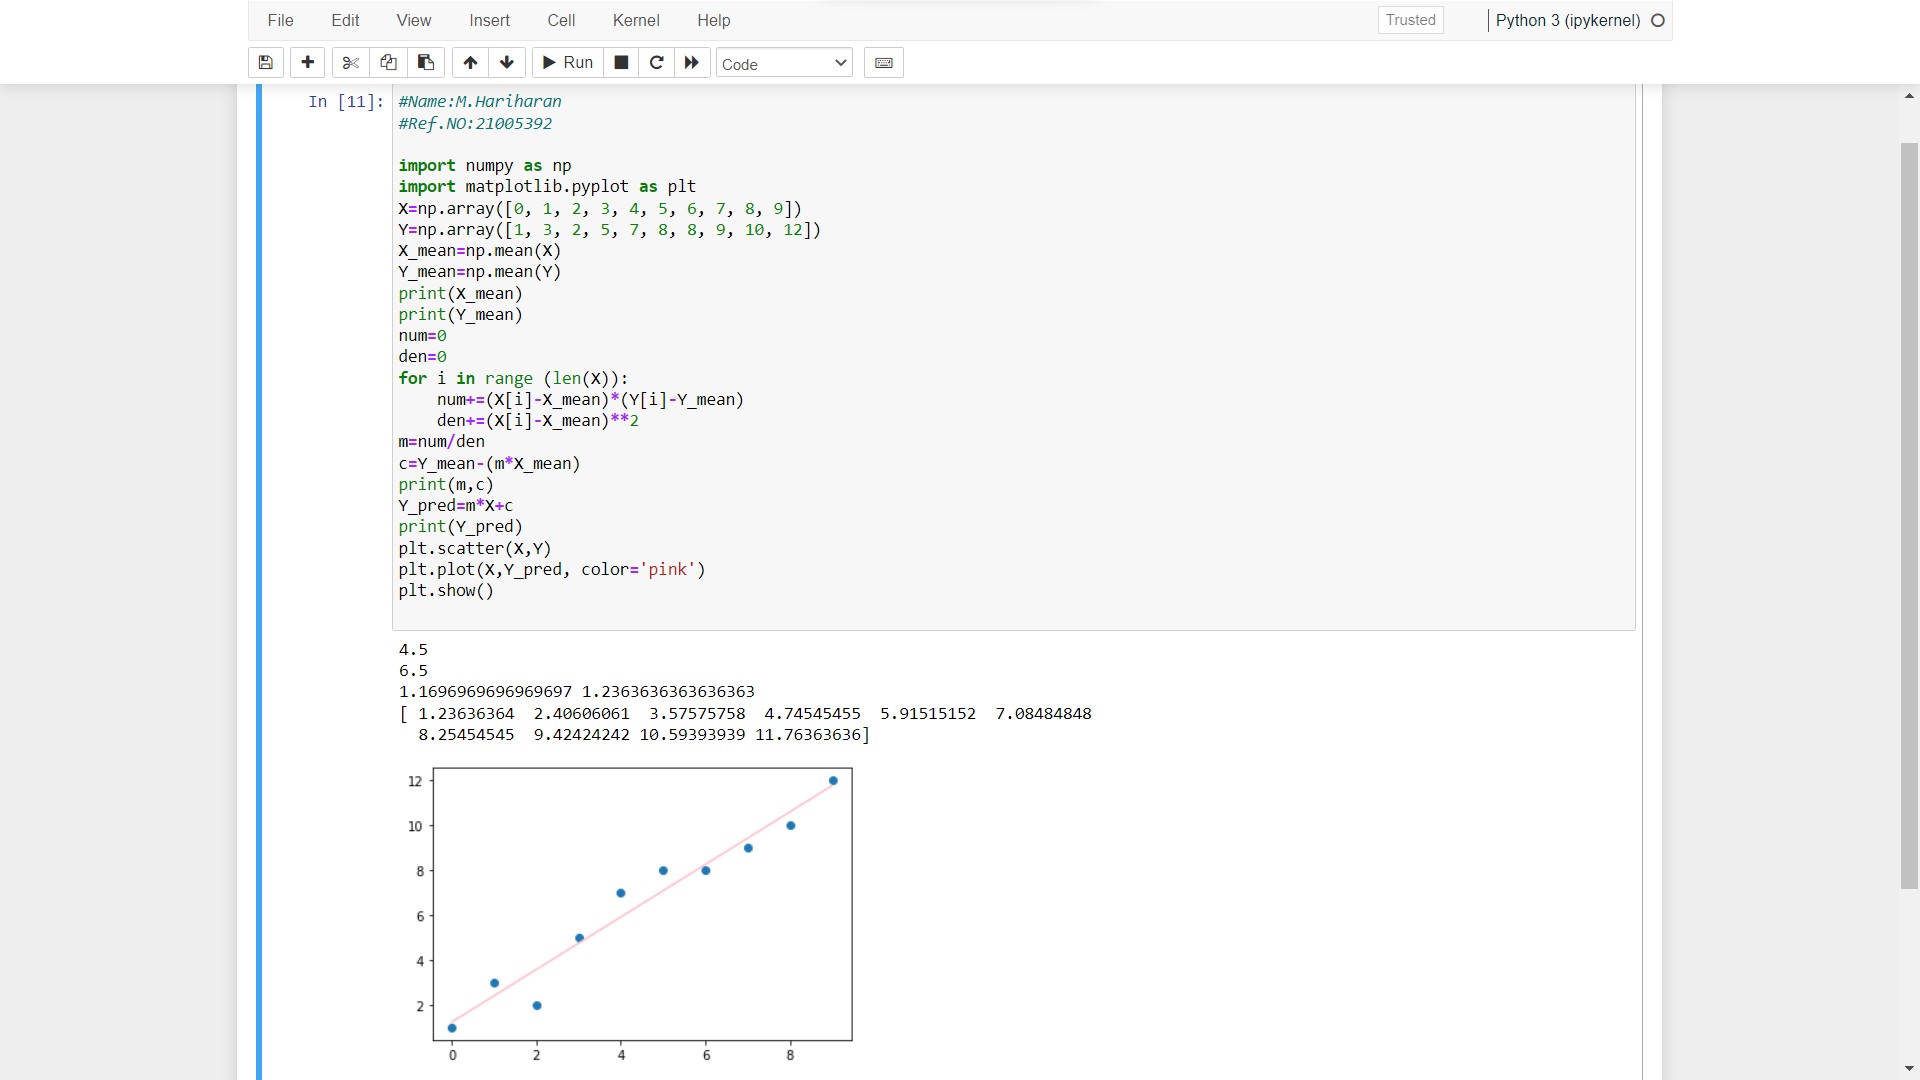 File Edit View Insert Cell Kernel Help Trusted Python 3 (ipykernel)
Run Code
In [11]: #Name:M.Hariharan
#Ref.NO:21005392
import numpy as np
import matplotlib.pyplot as plt
X=np.array([0, 1, 2, 3, 4, 5, 6, 7, 8, 9])
Y=np.array([1, 3, 2, 5, 7, 8, 8, 9, 10, 12])
X_mean=np.mean(X)
Y_mean=np.mean(Y)
print(X_mean)
print(Y_mean)
num=0
den=0
for i in range (len(X)):
    num+=(X[i]-X_mean)*(Y[i]-Y_mean)
    den+=(X[i]-X_mean)**2
m=num/den
c=Y_mean-(m*X_mean)
print(m,c)
Y_pred=m*X+c
print(Y_pred)
plt.scatter(X,Y)
plt.plot(X,Y_pred, color='pink')
plt.show()
4.5
6.5
1.1696969696969697 1.2363636363636363
[ 1.23636364  2.40606061  3.57575758  4.74545455  5.91515152  7.08484848
  8.25454545  9.42424242 10.59393939 11.76363636]
12
10
8
6
4
2
0 2 4 6 8